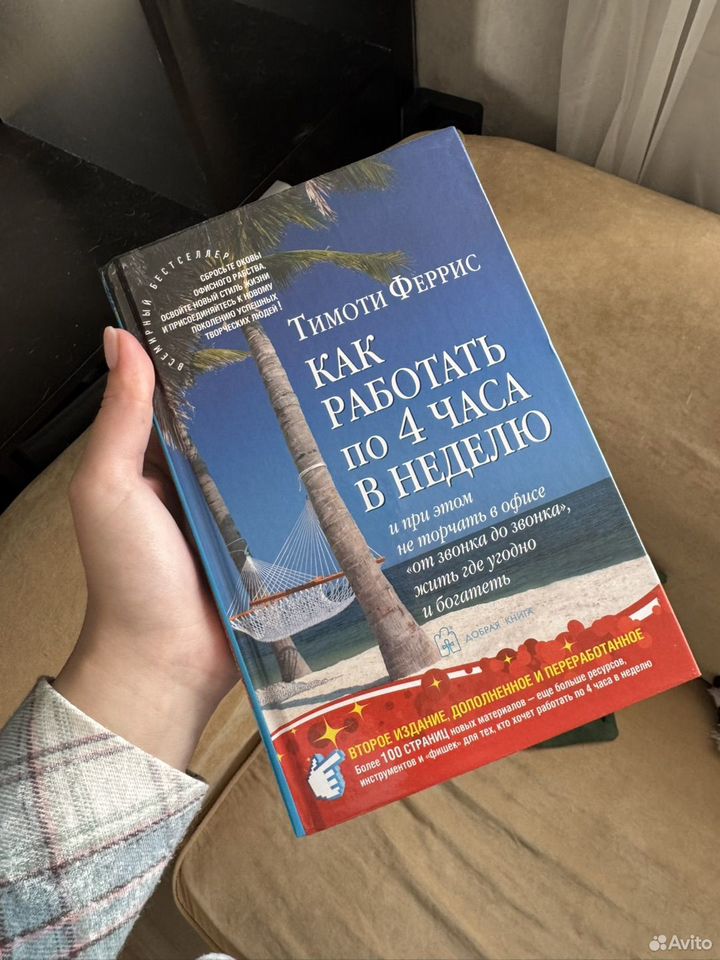 ВСЕМИРНЫЙ БЕСТСЕЛЛЕР
СБРОСЬТЕ ОКОВЫ
ОФИСНОГО РАБСТВА,
ОСВОЙТЕ НОВЫЙ СТИЛЬ ЖИЗНИ
И ПРИСОЕДИНЯЙТЕСЬ К НОВОМУ
ПОКОЛЕНИЮ УСПЕШНЫХ
ТВОРЧЕСКИХ ЛЮДЕЙ!
ТИМОТИ ФЕРРИС
КАК
РАБОТАТЬ
ПО 4 ЧАСА
В НЕДЕЛЮ
и при этом
не торчать в офисе
«от звонка до звонка»,
жить где угодно
и богатеть
ДОБРАЯ КНИГА
ВТОРОЕ ИЗДАНИЕ, ДОПОЛНЕННОЕ И ПЕРЕРАБОТАННОЕ
Более 100 СТРАНИЦ новых материалов – еще больше ресурсов,
инструментов и «фишек» для тех, кто хочет работать по 4 часа в неделю
Avito